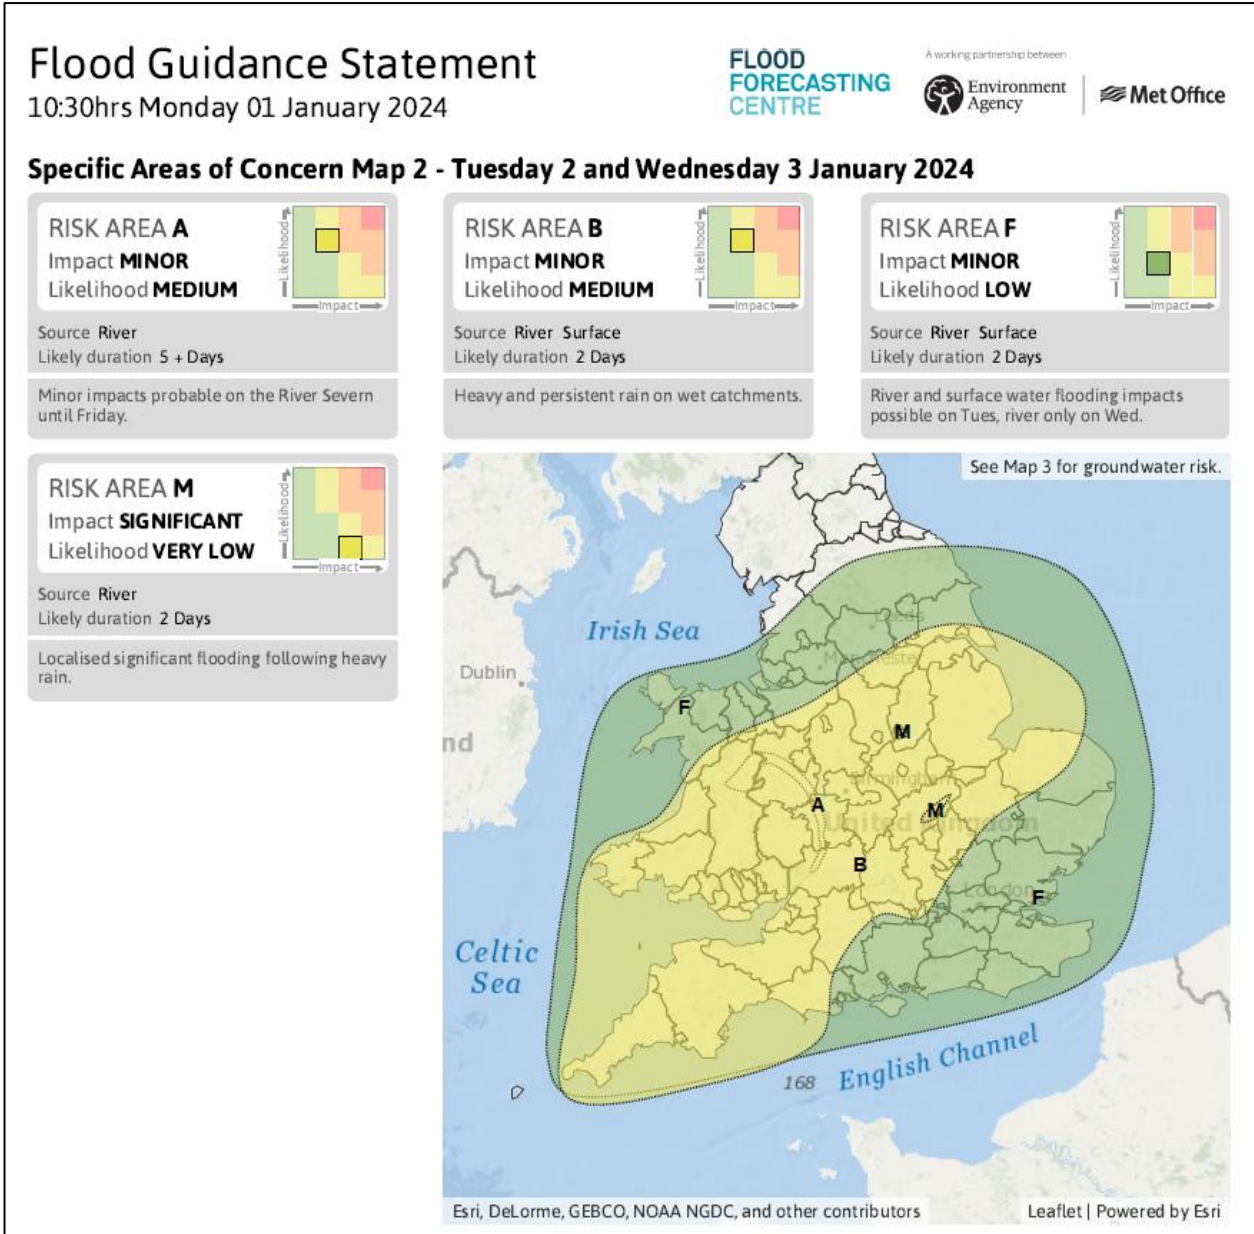 Flood Guidance Statement
10:30hrs Monday 01 January 2024
FLOOD
FORECASTING
CENTRE
A working partnership between
Environment
Agency
Met Office
Specific Areas of Concern Map 2 - Tuesday 2 and Wednesday 3 January 2024
RISK AREA A
Impact MINOR
Likelihood MEDIUM
Likelihood
Impact
Source River
Likely duration 5 + Days
Minor impacts probable on the River Severn
until Friday.
RISK AREA B
Impact MINOR
Likelihood MEDIUM
Likelihood
Impact
Source River Surface
Likely duration 2 Days
Heavy and persistent rain on wet catchments.
RISK AREA F
Impact MINOR
Likelihood LOW
Likelihood
Impact
Source River Surface
Likely duration 2 Days
River and surface water flooding impacts
possible on Tues, river only on Wed.
RISK AREA M
Impact SIGNIFICANT
Likelihood VERY LOW
Likelihood
Impact
Source River
Likely duration 2 Days
Localised significant flooding following heavy
rain.
See Map 3 for groundwater risk.
Leeds
Irish Sea
Manchester
Dublin
F
nd
M
Birmingham
A
M
United Kingdom
B
London
F
Celtic
Sea
English Channel
168
Esri, DeLorme, GEBCO, NOAA NGDC, and other contributors
Leaflet | Powered by Esri